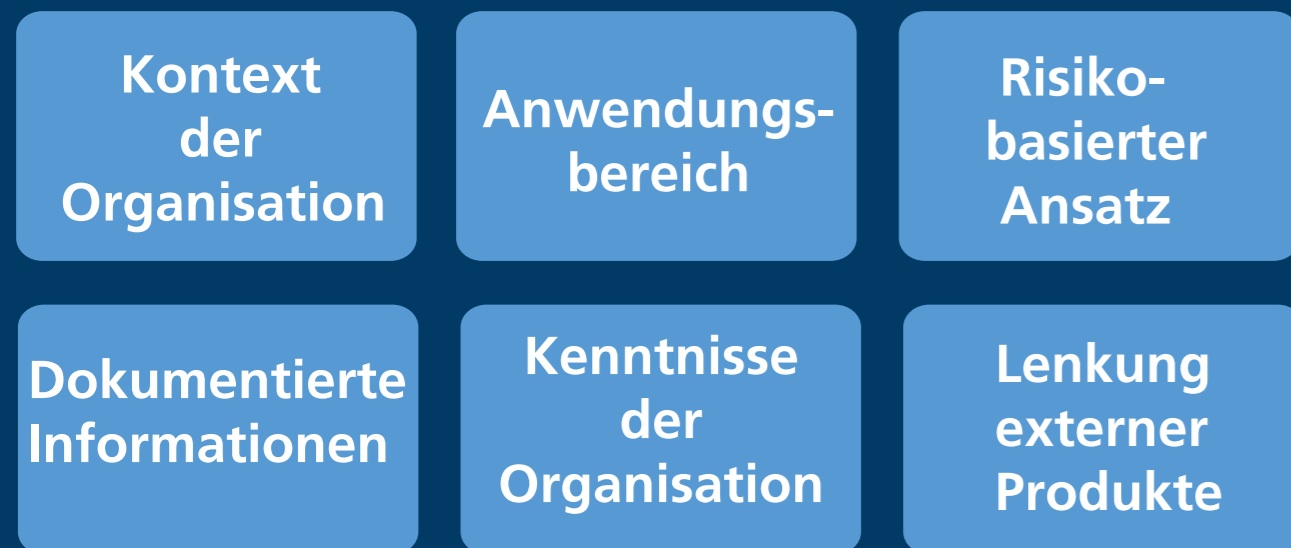 Kontext
der
Organisation
Anwendungs-
bereich
Risiko-
basierter
Ansatz
Dokumentierte
Informationen
Kenntnisse
der
Organisation
Lenkung
externer
Produkte